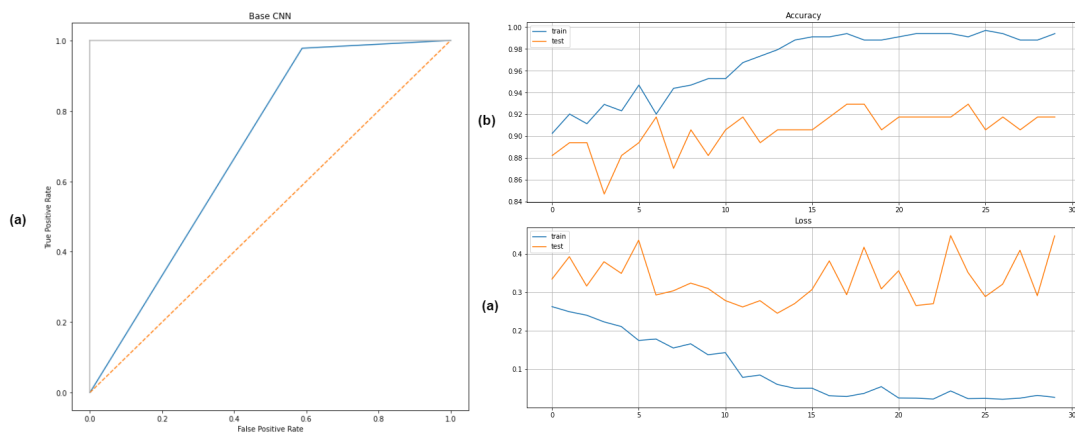 Base CNN
1.0
0.8
0.6
0.4
0.2
0.0
0.0 0.2 0.4 0.6 0.8 1.0
False Positive Rate
True Positive Rate
(a)
Accuracy
train
test
1.00
0.98
0.96
0.94
0.92
0.90
0.88
0.86
0.84
0 5 10 15 20 25 30
(b)
Loss
train
test
0.4
0.3
0.2
0.1
0 5 10 15 20 25 30
(a)